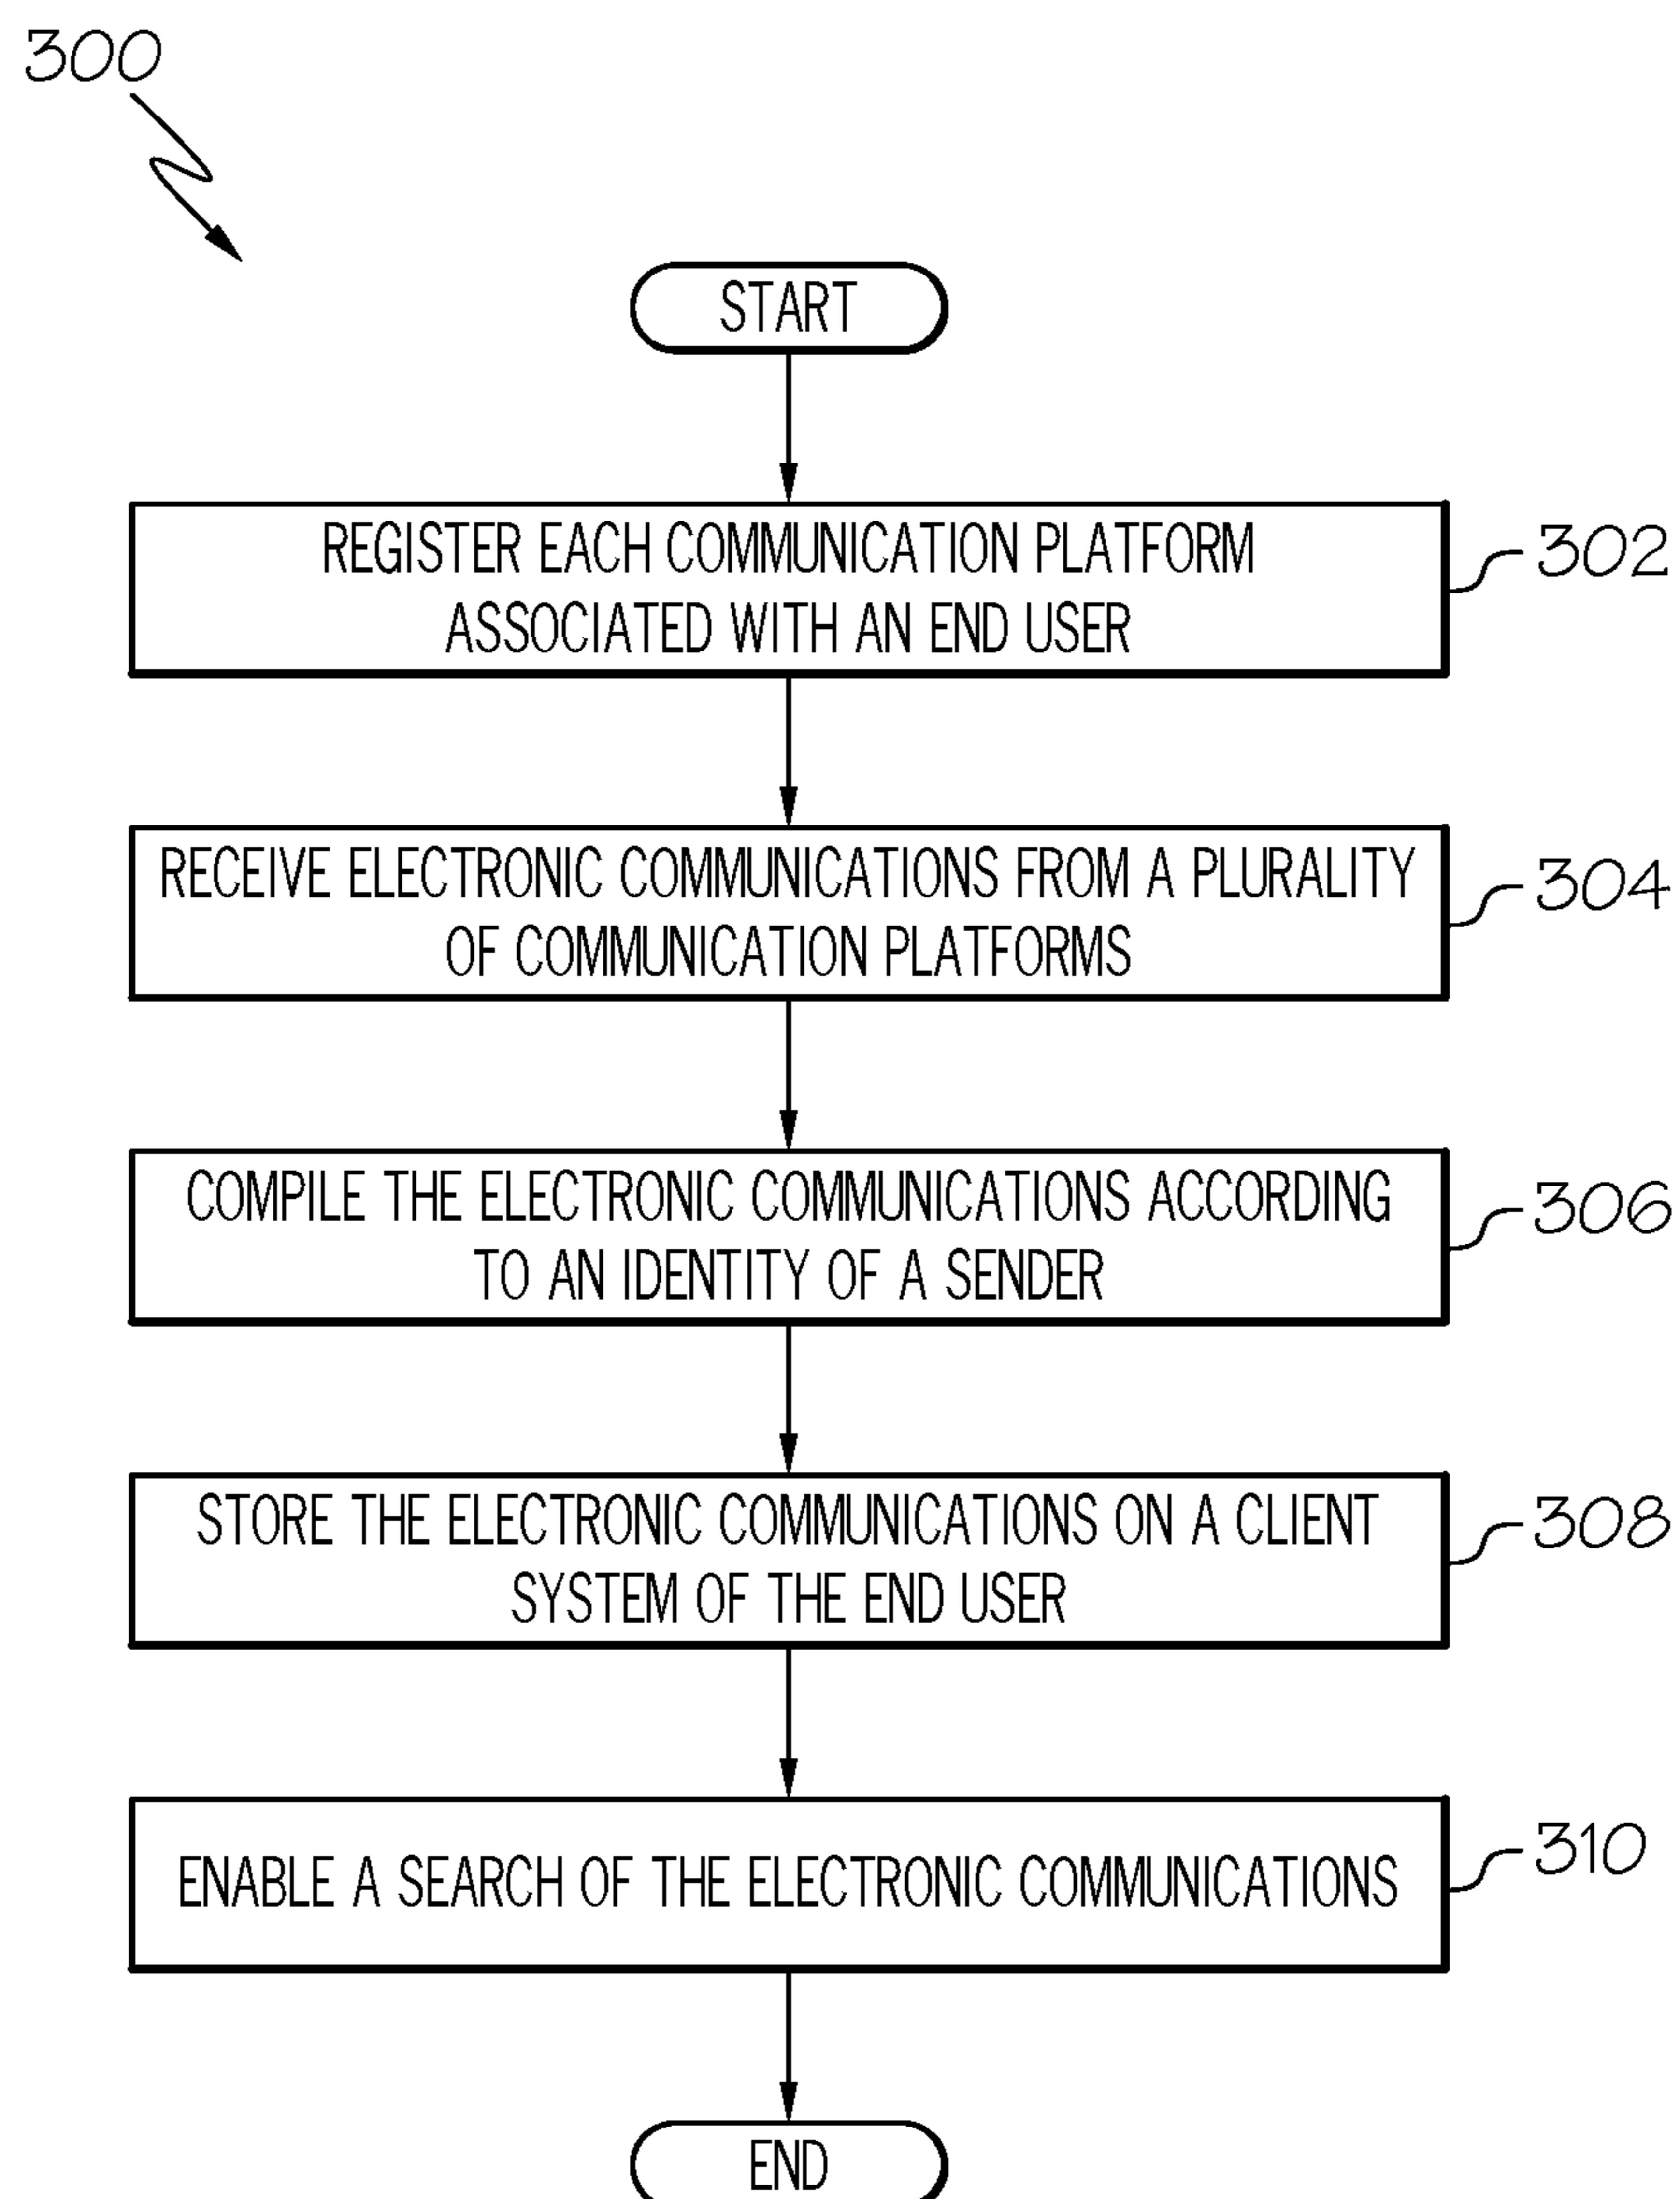 300
START
REGISTER EACH COMMUNICATION PLATFORM
ASSOCIATED WITH AN END USER
302
RECEIVE ELECTRONIC COMMUNICATIONS FROM A PLURALITY
OF COMMUNICATION PLATFORMS
304
COMPILE THE ELECTRONIC COMMUNICATIONS ACCORDING
TO AN IDENTITY OF A SENDER
306
STORE THE ELECTRONIC COMMUNICATIONS ON A CLIENT
SYSTEM OF THE END USER
308
ENABLE A SEARCH OF THE ELECTRONIC COMMUNICATIONS
310
END